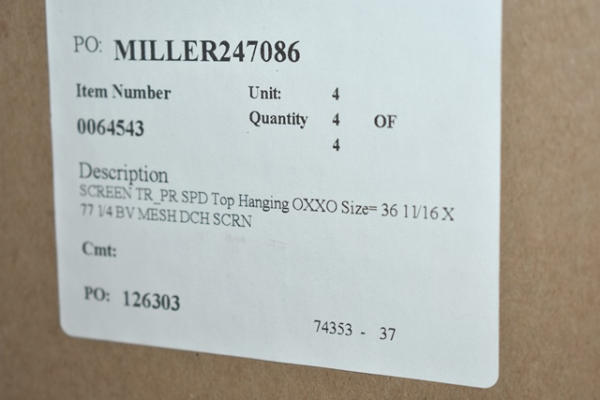 PO: MILLER247086
Item Number Unit: 4
0064543 Quantity 4 OF
4
Description
SCREEN TR_PR SPD Top Hanging OXXO Size= 36 11/16 X
77 1/4 BV MESH DCH SCRN
Cmt:
PO: 126303
74353 - 37